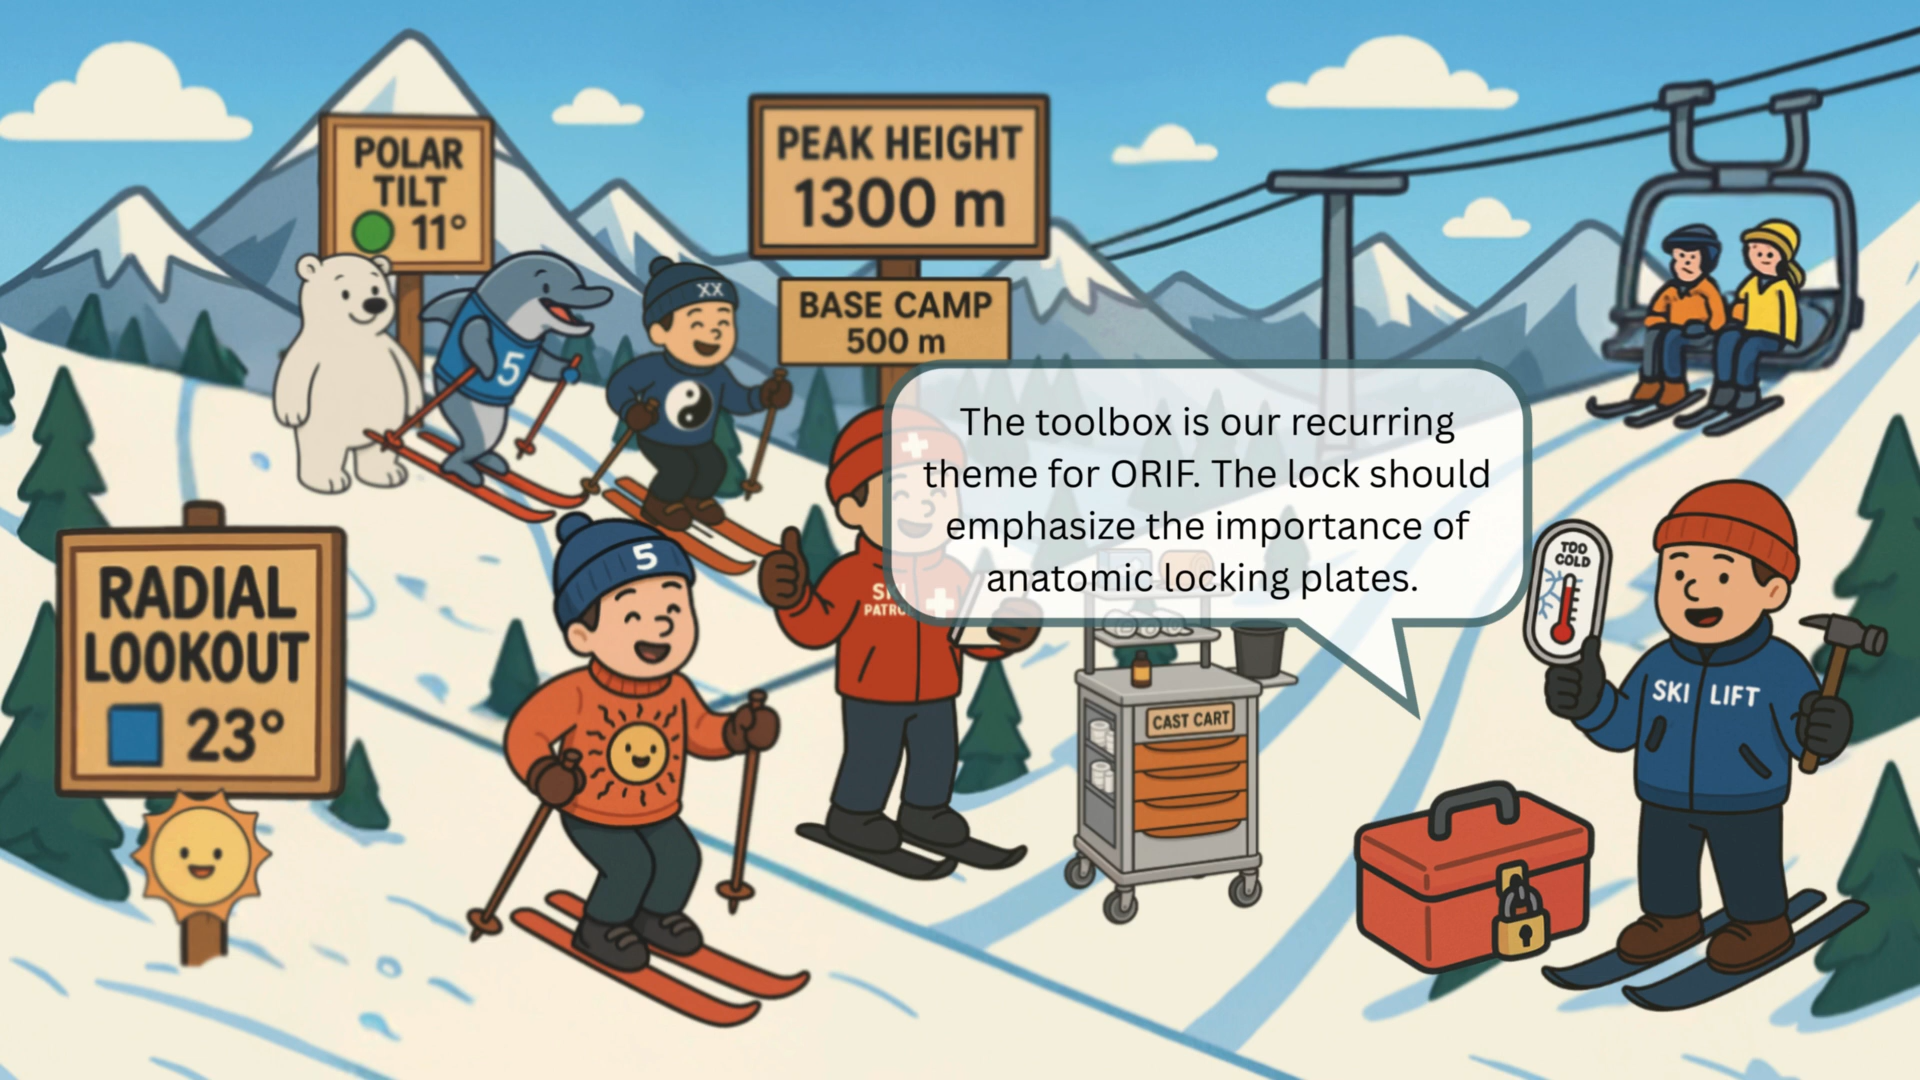 POLAR
TILT
11°
PEAK HEIGHT
1300 m
BASE CAMP
500 m
XX
5
The toolbox is our recurring
theme for ORIF. The lock should
emphasize the importance of
anatomic locking plates.
TOO
COLD
RADIAL
LOOKOUT
23°
5
SKI
PATROL
SKI LIFT
CAST CART